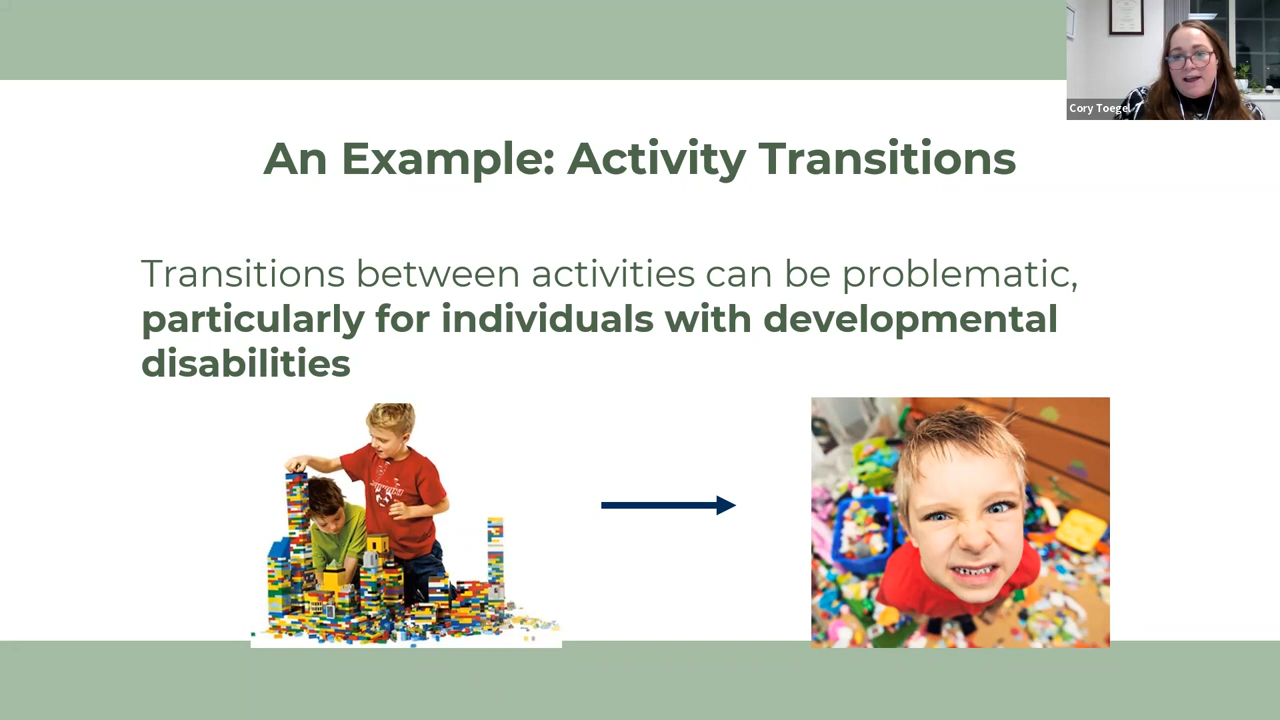 Cory Toegel
An Example: Activity Transitions
Transitions between activities can be problematic,
particularly for individuals with developmental
disabilities